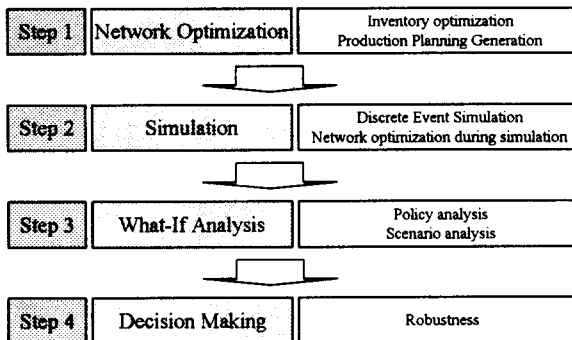 Step 1 Network Optimization Inventory optimization
Production Planning Generation
Step 2 Simulation Discrete Event Simulation
Network optimization during simulation
Step 3 What-If Analysis Policy analysis
Scenario analysis
Step 4 Decision Making Robustness